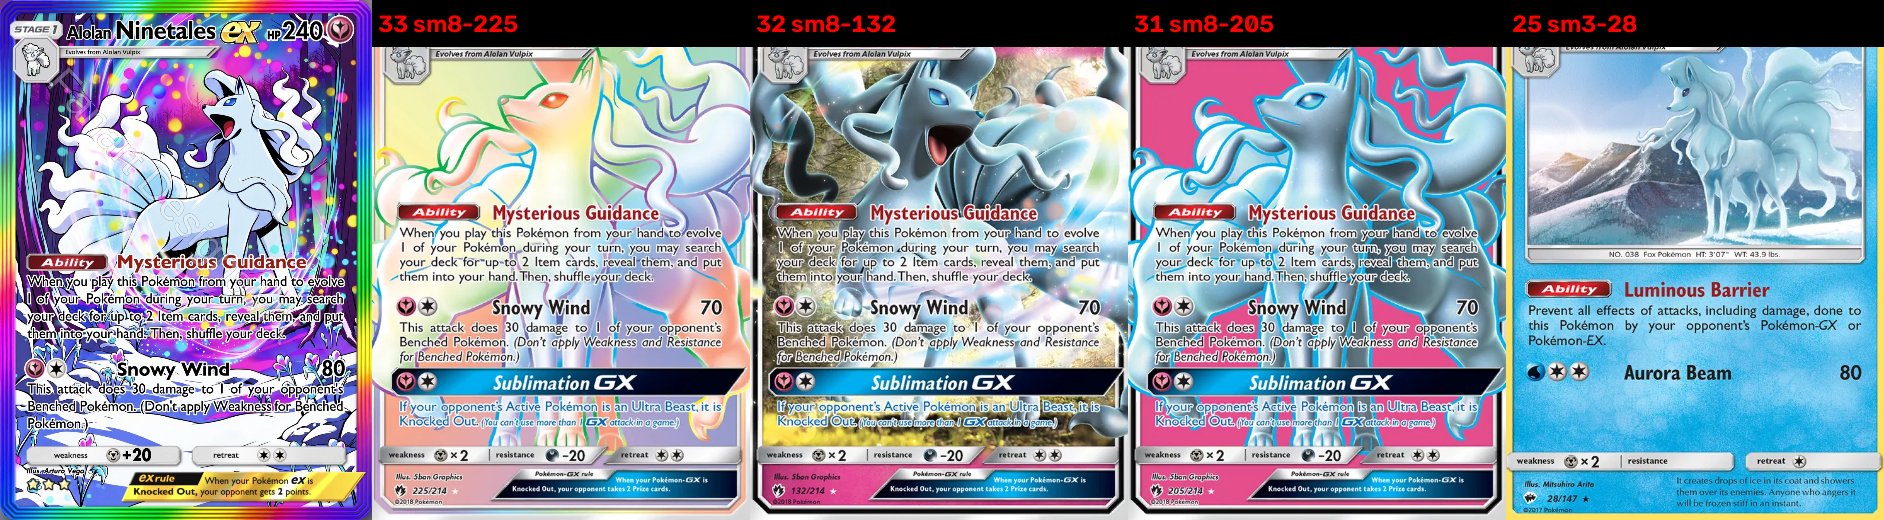 STAGE 1
Alolan Ninetales ex HP 240
Evolves from Alolan Vulpix
Ability Mysterious Guidance
When you play this Pokémon from your hand to evolve
1 of your Pokémon during your turn, you may search
your deck for up to 2 Item cards, reveal them, and put
them into your hand. Then, shuffle your deck.
Snowy Wind 80
This attack does 30 damage to 1 of your opponent's
Benched Pokémon. (Don't apply Weakness for Benched
Pokémon.)
weakness +20 retreat
Illus. Arturo Vega
ex rule When your Pokémon ex is
Knocked Out, your opponent gets 2 points.
33 sm8-225
Evolves from Alolan Vulpix
Ability Mysterious Guidance
When you play this Pokémon from your hand to evolve
1 of your Pokémon during your turn, you may search
your deck for up to 2 Item cards, reveal them, and put
them into your hand. Then, shuffle your deck.
Snowy Wind 70
This attack does 30 damage to 1 of your opponent's
Benched Pokémon. (Don't apply Weakness and Resistance
for Benched Pokémon.)
Sublimation GX
If your opponent's Active Pokémon is an Ultra Beast, it is
Knocked Out. (You can't use more than 1 GX attack in a game.)
weakness ×2 resistance -20 retreat
Illus. 5ban Graphics
225/214
©2018 Pokémon
Pokémon-GX rule
When your Pokémon-GX is
Knocked Out, your opponent takes 2 Prize cards.
32 sm8-132
Evolves from Alolan Vulpix
Ability Mysterious Guidance
When you play this Pokémon from your hand to evolve
1 of your Pokémon during your turn, you may search
your deck for up to 2 Item cards, reveal them, and put
them into your hand. Then, shuffle your deck.
Snowy Wind 70
This attack does 30 damage to 1 of your opponent's
Benched Pokémon. (Don't apply Weakness and Resistance
for Benched Pokémon.)
Sublimation GX
If your opponent's Active Pokémon is an Ultra Beast, it is
Knocked Out. (You can't use more than 1 GX attack in a game.)
weakness ×2 resistance -20 retreat
Illus. 5ban Graphics
132/214
©2018 Pokémon
Pokémon-GX rule
When your Pokémon-GX is
Knocked Out, your opponent takes 2 Prize cards.
31 sm8-205
Evolves from Alolan Vulpix
Ability Mysterious Guidance
When you play this Pokémon from your hand to evolve
1 of your Pokémon during your turn, you may search
your deck for up to 2 Item cards, reveal them, and put
them into your hand. Then, shuffle your deck.
Snowy Wind 70
This attack does 30 damage to 1 of your opponent's
Benched Pokémon. (Don't apply Weakness and Resistance
for Benched Pokémon.)
Sublimation GX
If your opponent's Active Pokémon is an Ultra Beast, it is
Knocked Out. (You can't use more than 1 GX attack in a game.)
weakness ×2 resistance -20 retreat
Illus. 5ban Graphics
205/214
©2018 Pokémon
Pokémon-GX rule
When your Pokémon-GX is
Knocked Out, your opponent takes 2 Prize cards.
25 sm3-28
Evolves from Alolan Vulpix
NO. 038 Fox Pokémon HT: 3'07" WT: 43.9 lbs.
Ability Luminous Barrier
Prevent all effects of attacks, including damage, done to
this Pokémon by your opponent's Pokémon-GX or
Pokémon-EX.
Aurora Beam 80
weakness ×2 resistance retreat
Illus. Mitsuhiro Arita
28/147
©2017 Pokémon
It creates drops of ice in its coat and showers
them over its enemies. Anyone who angers it
will be frozen stiff in an instant.